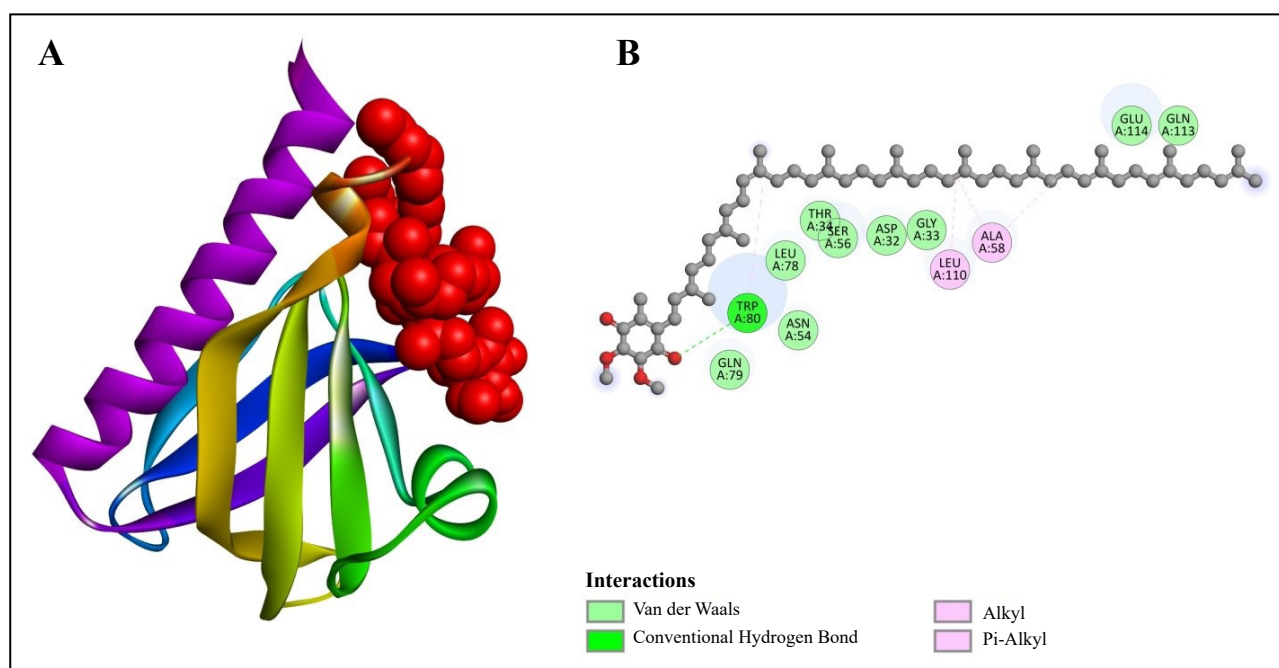 A
B
GLU
A:114
GLN
A:113
THR
A:34
SER
A:56
ASP
A:32
GLY
A:33
ALA
A:58
LEU
A:78
LEU
A:110
TRP
A:80
ASN
A:54
GLN
A:79
Interactions
Van der Waals
Conventional Hydrogen Bond
Alkyl
Pi-Alkyl